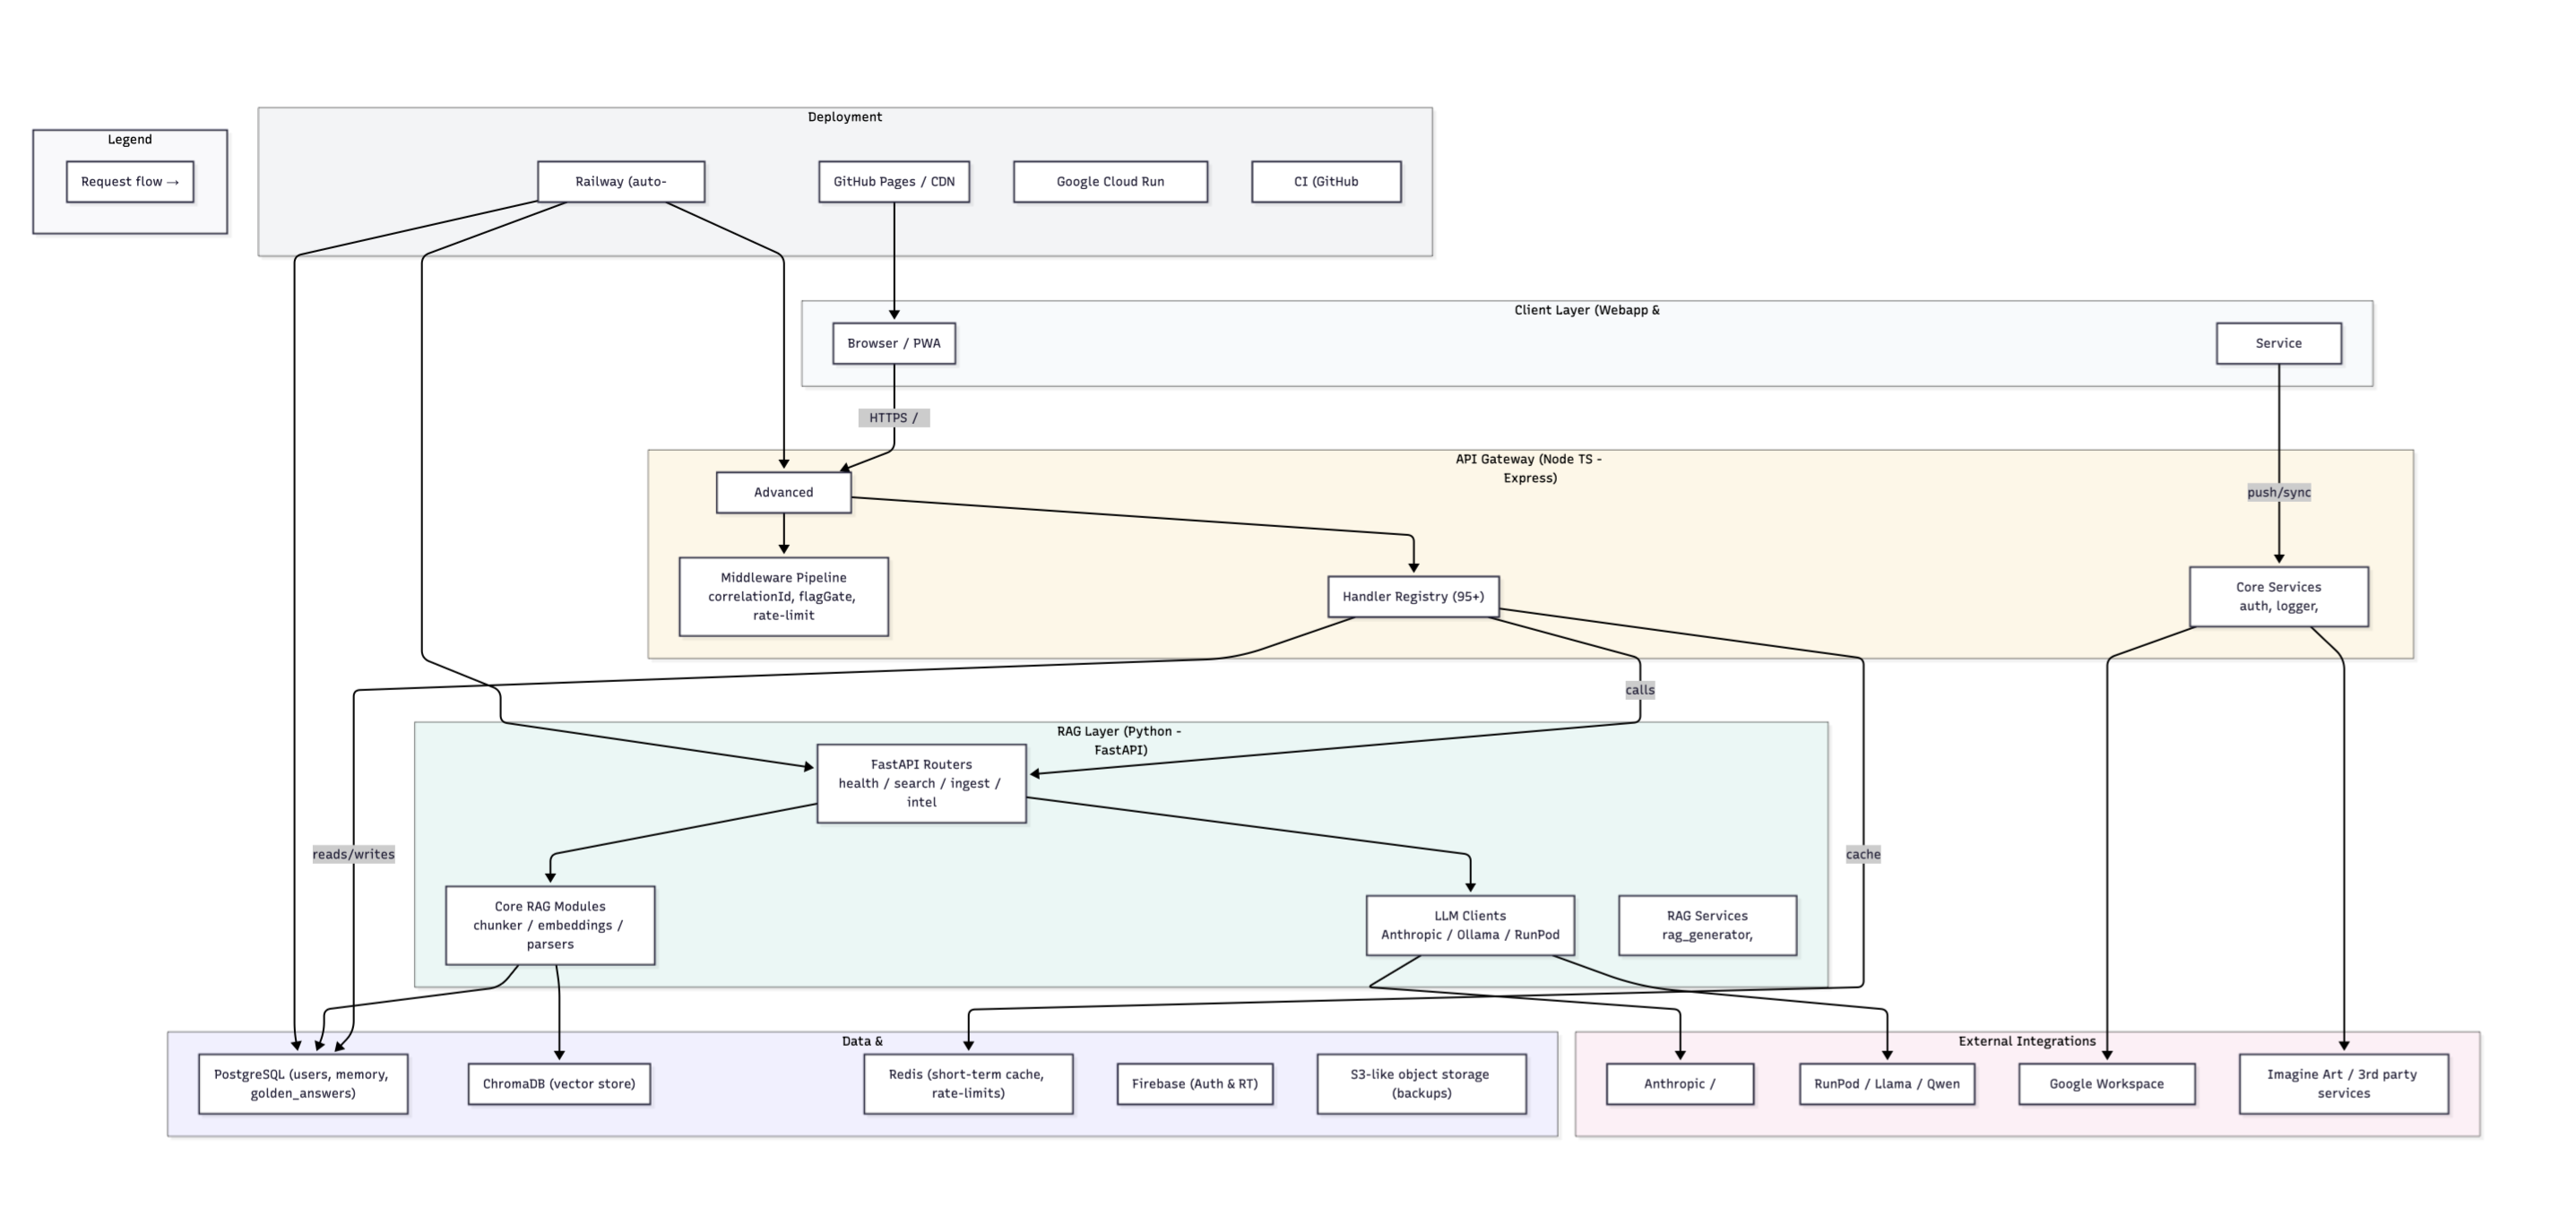 Deployment
Legend
Request flow →
Railway (auto-
GitHub Pages / CDN
Google Cloud Run
CI (GitHub
Client Layer (Webapp &
Browser / PWA
Service
HTTPS /
API Gateway (Node TS -
Express)
Advanced
push/sync
Middleware Pipeline
correlationId, flagGate,
rate-limit
Handler Registry (95+)
Core Services
auth, logger,
calls
RAG Layer (Python -
FastAPI)
FastAPI Routers
health / search / ingest /
intel
reads/writes
cache
Core RAG Modules
chunker / embeddings /
parsers
LLM Clients
Anthropic / Ollama / RunPod
RAG Services
rag_generator,
Data &
PostgreSQL (users, memory,
golden_answers)
ChromaDB (vector store)
Redis (short-term cache,
rate-limits)
Firebase (Auth & RT)
S3-like object storage
(backups)
External Integrations
Anthropic /
RunPod / Llama / Qwen
Google Workspace
Imagine Art / 3rd party
services